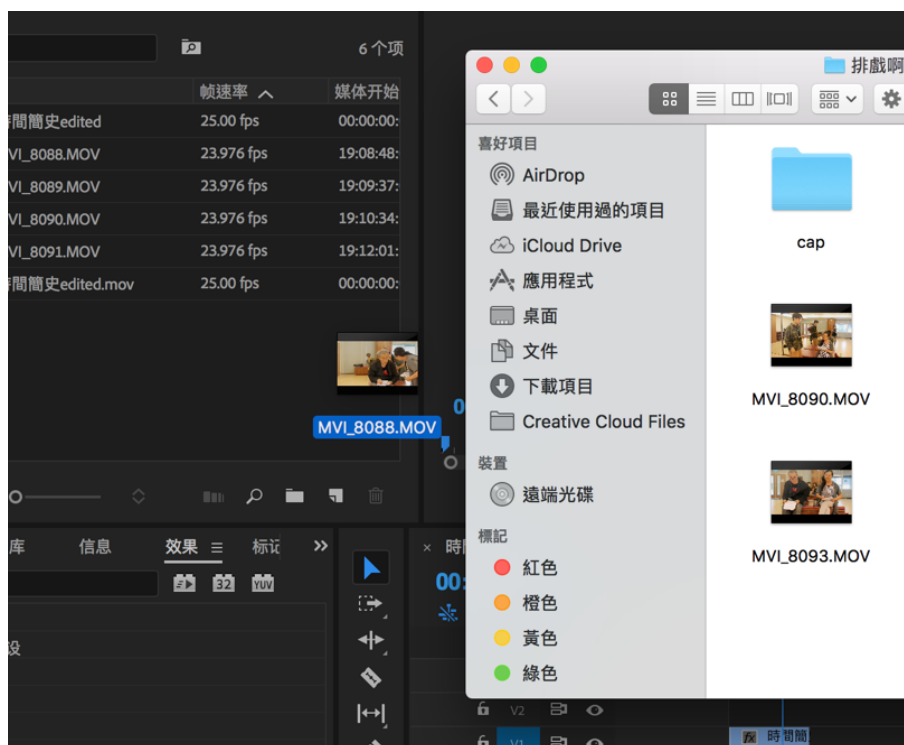 6 个项
帧速率 媒体开始
時間簡史edited 25.00 fps 00:00:00:
VI_8088.MOV 23.976 fps 19:08:48:
VI_8089.MOV 23.976 fps 19:09:37:
VI_8090.MOV 23.976 fps 19:10:34:
VI_8091.MOV 23.976 fps 19:12:01:
時間簡史edited.mov 25.00 fps 00:00:00:
MVI_8088.MOV
库 信息 效果 标记
32 YUV
设
排戲啊
喜好項目
AirDrop
最近使用過的項目
iCloud Drive
應用程式
桌面
文件
下載項目
Creative Cloud Files
裝置
遠端光碟
標記
紅色
橙色
黃色
綠色
cap
MVI_8090.MOV
MVI_8093.MOV
× 時
00:
V2
V1
fx 時間簡